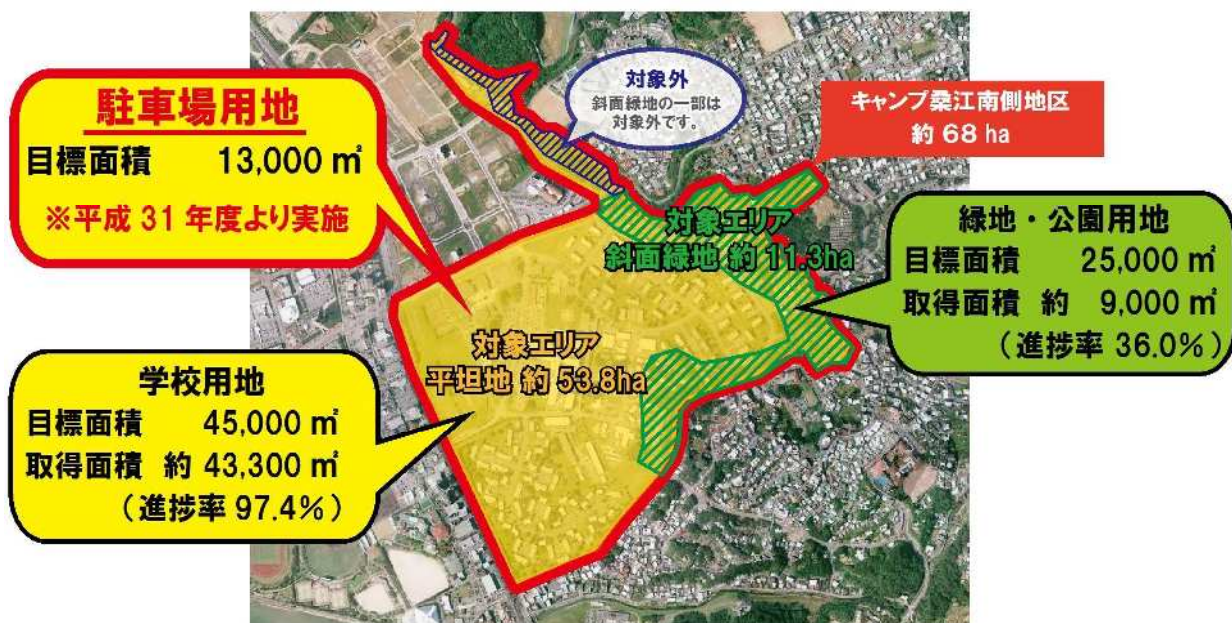 駐車場用地
目標面積 13,000 ㎡
※平成 31 年度より実施
対象外
斜面緑地の一部は
対象外です。
キャンプ桑江南側地区
約 68 ha
対象エリア
斜面緑地 約 11.3ha
緑地・公園用地
目標面積 25,000 ㎡
取得面積 約 9,000 ㎡
(進捗率 36.0%)
対象エリア
平坦地 約 53.8ha
学校用地
目標面積 45,000 ㎡
取得面積 約 43,300 ㎡
(進捗率 97.4%)